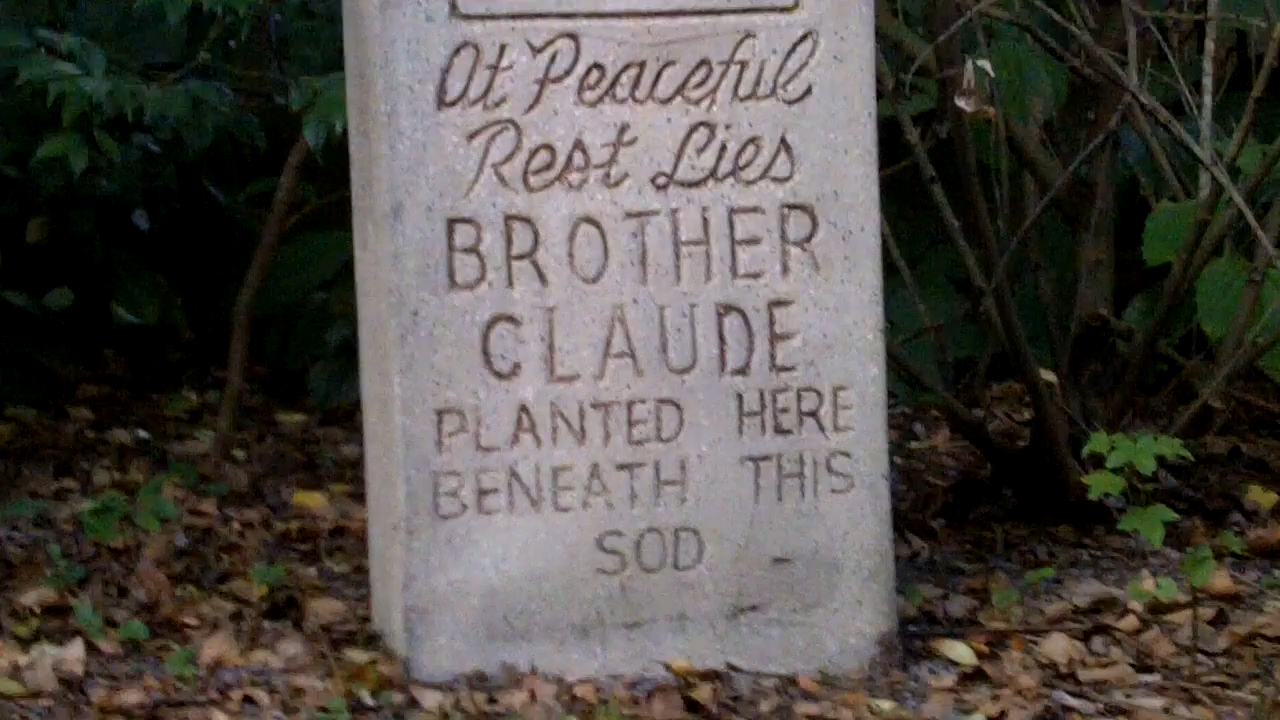 At Peaceful
Rest Lies
BROTHER
CLAUDE
PLANTED HERE
BENEATH THIS
SOD -